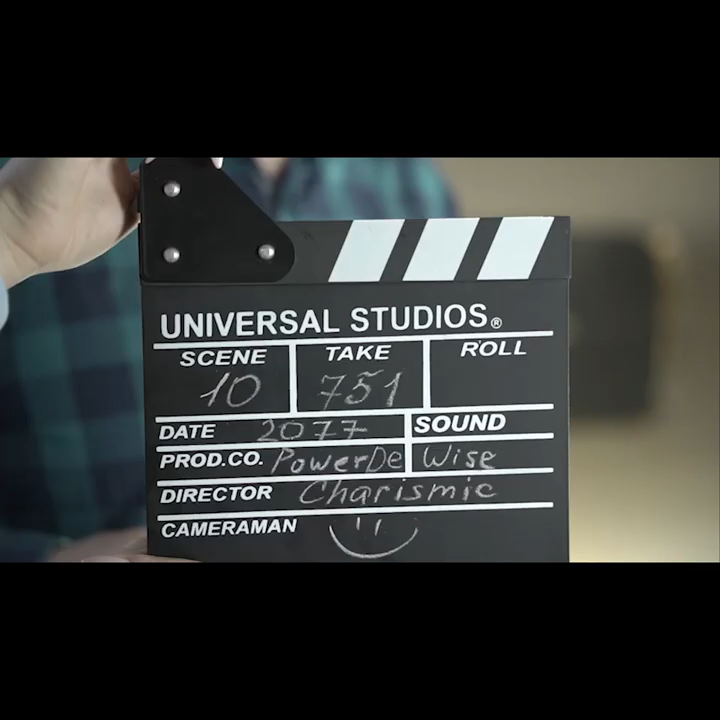 UNIVERSAL STUDIOS®
SCENE TAKE ROLL
10 751
DATE 2077 SOUND
PROD.CO. PowerDe Wise
DIRECTOR Charismic
CAMERAMAN